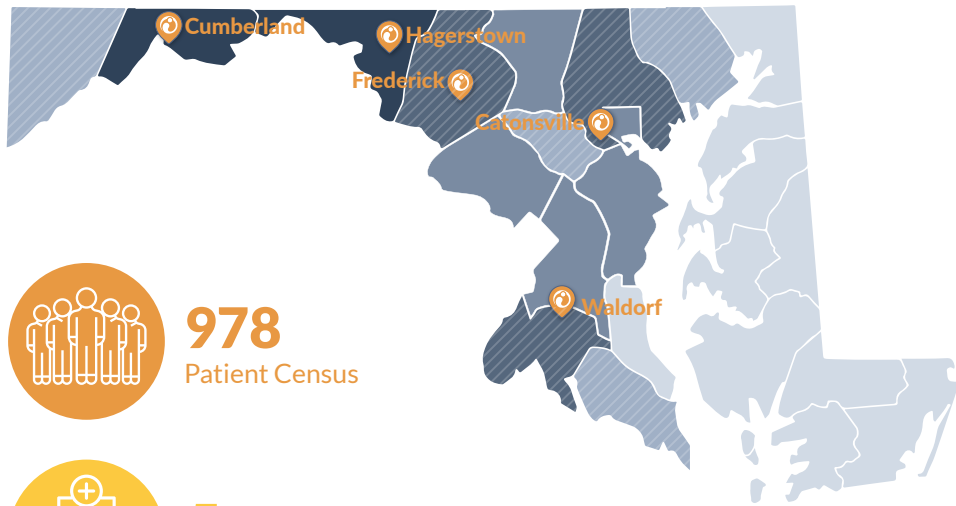 Cumberland
Hagerstown
Frederick
Catonsville
Waldorf
978
Patient Census